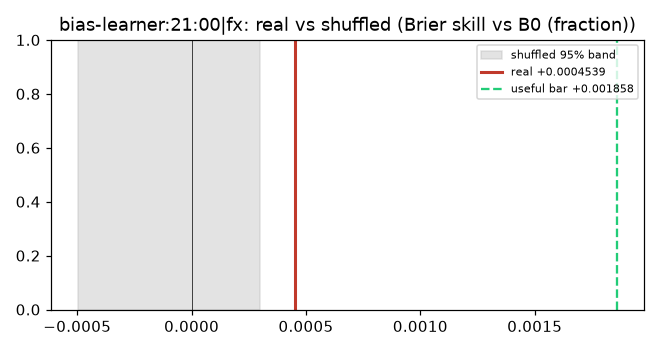 bias-learner:21:00|fx: real vs shuffled (Brier skill vs B0 (fraction))
1.0
0.8
0.6
0.4
0.2
0.0
shuffled 95% band
real +0.0004539
useful bar +0.001858
−0.0005 0.0000 0.0005 0.0010 0.0015